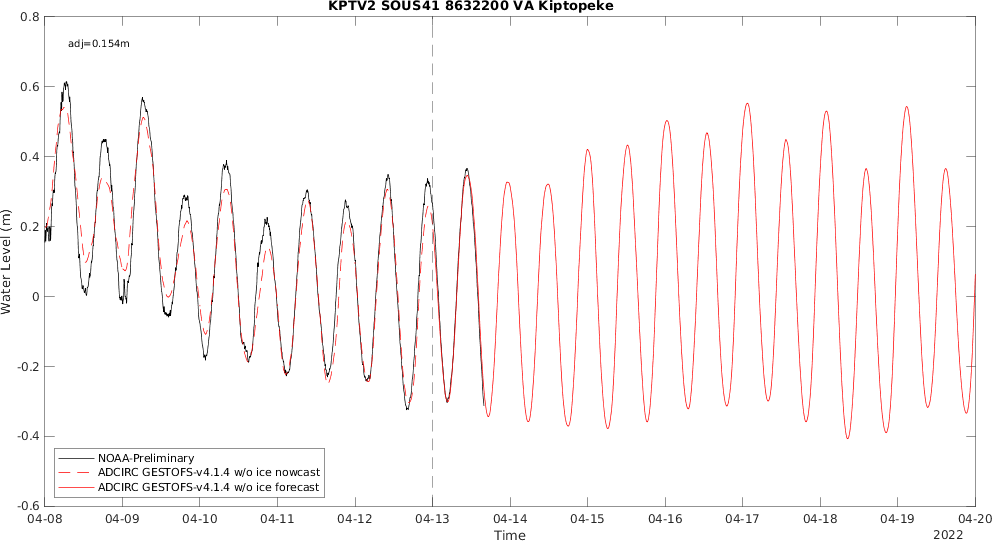 KPTV2 SOUS41 8632200 VA Kiptopeke
adj=0.154m
Water Level (m)
0.8
0.6
0.4
0.2
0
-0.2
-0.4
-0.6
NOAA-Preliminary
ADCIRC GESTOFS-v4.1.4 w/o ice nowcast
ADCIRC GESTOFS-v4.1.4 w/o ice forecast
04-08 04-09 04-10 04-11 04-12 04-13 04-14 04-15 04-16 04-17 04-18 04-19 04-20
Time
2022